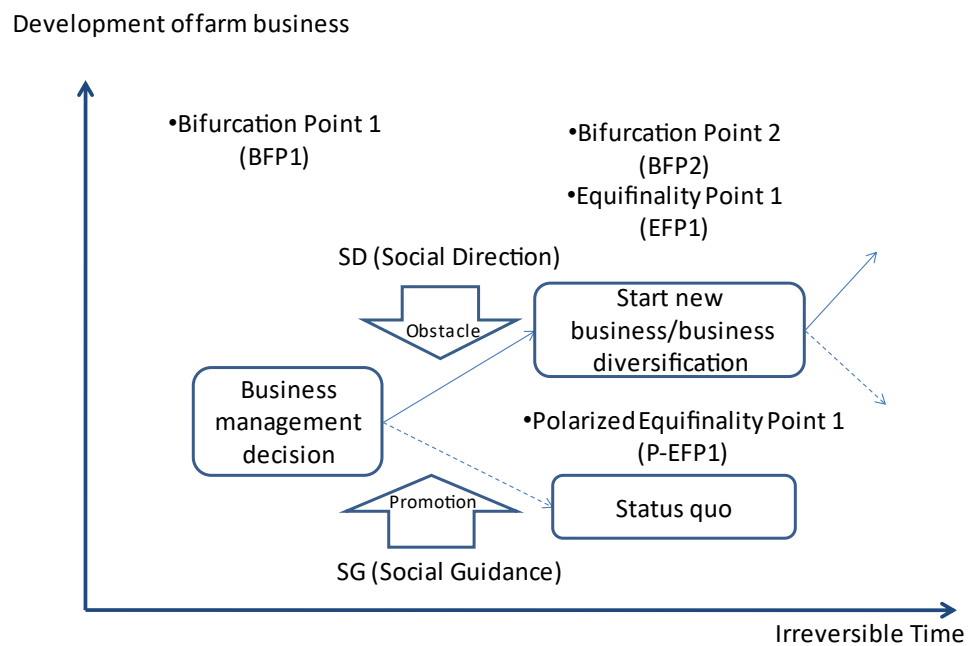 Development of farm business
•Bifurcation Point 1
(BFP1)
•Bifurcation Point 2
(BFP2)
•Equifinality Point 1
(EFP1)
SD (Social Direction)
Obstacle
Start new
business/business
diversification
Business
management
decision
•Polarized Equifinality Point 1
(P-EFP1)
Promotion
Status quo
SG (Social Guidance)
Irreversible Time